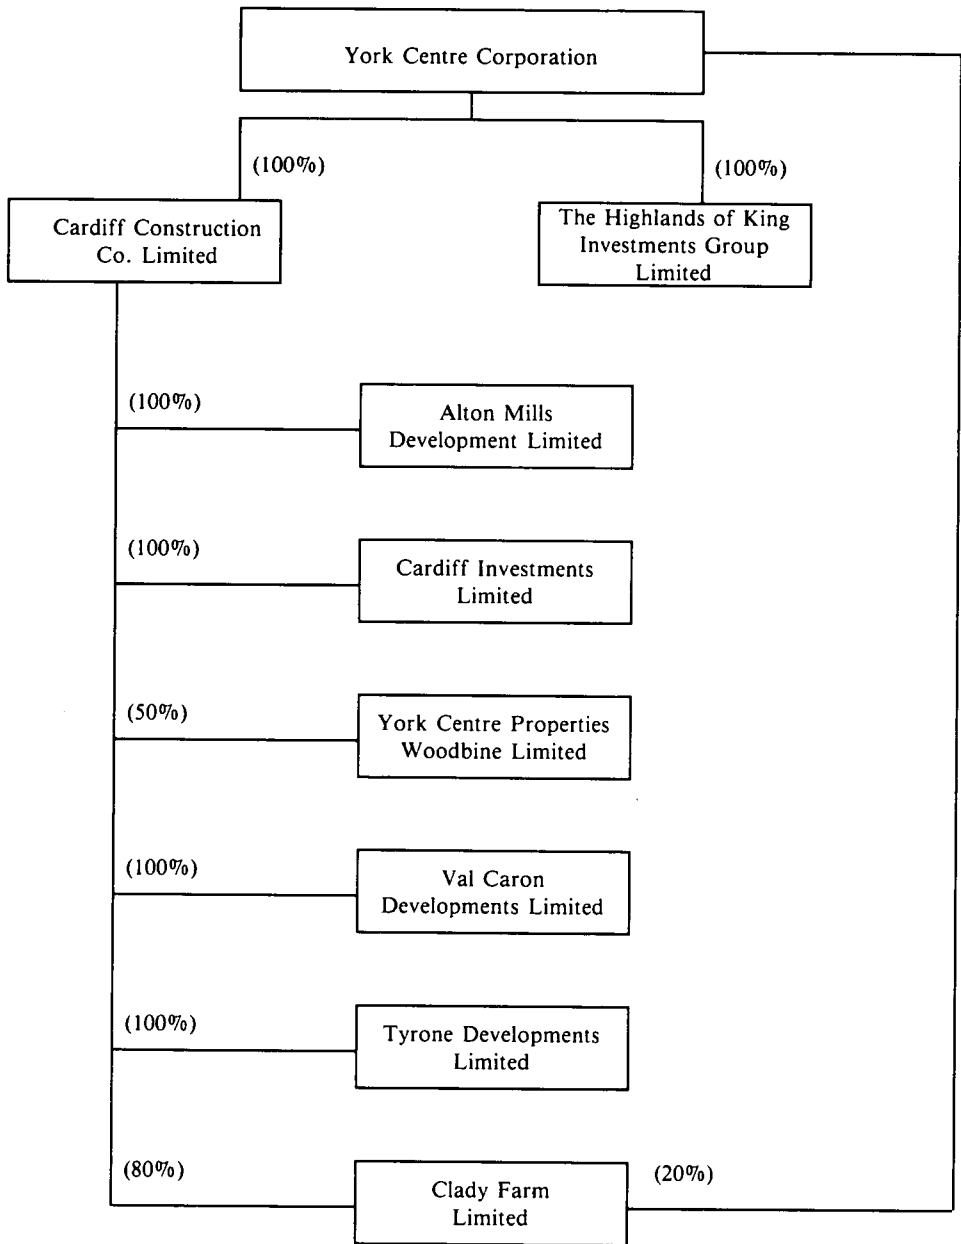 York Centre Corporation
(100%)
(100%)
Cardiff Construction
Co. Limited
The Highlands of King
Investments Group
Limited
(100%)
Alton Mills
Development Limited
(100%)
Cardiff Investments
Limited
(50%)
York Centre Properties
Woodbine Limited
(100%)
Val Caron
Developments Limited
(100%)
Tyrone Developments
Limited
(80%)
Clady Farm
Limited
(20%)